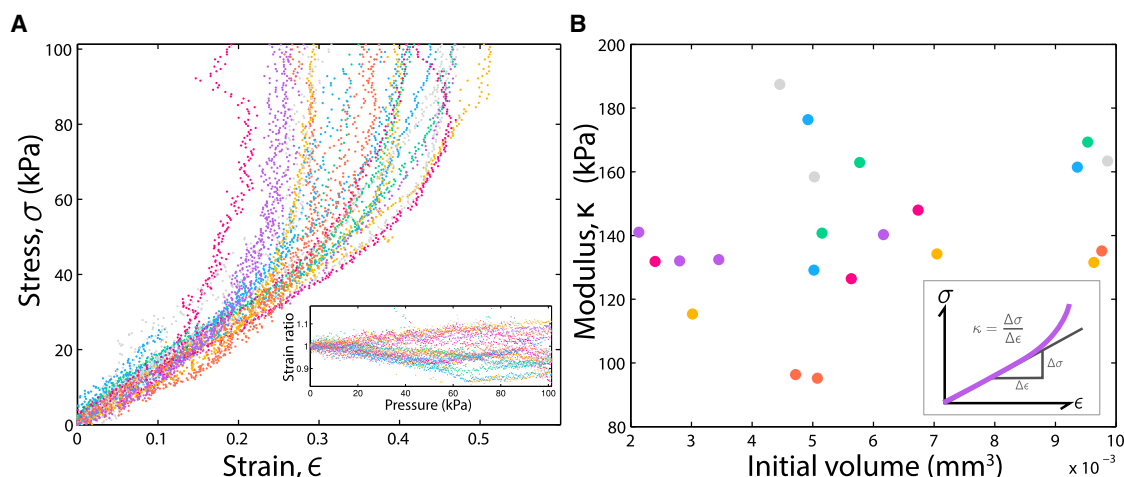 A
100
80
60
40
20
0
Stress, σ (kPa)
0
0.1
0.2
0.3
0.4
0.5
Strain, ϵ
1.1
1
0.9
Strain ratio
0
20
40
60
80
100
Pressure (kPa)
B
200
180
160
140
120
100
80
Modulus, κ (kPa)
2
3
4
5
6
7
8
9
10
Initial volume (mm³)
x 10⁻³
σ
κ = Δσ/Δϵ
Δσ
Δϵ
ϵ